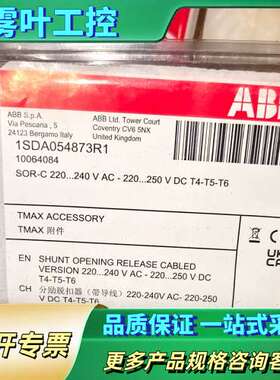 雾叶工控
ABB
ABB S.p.A.
Via Pescaria , 5
24123 Bergamo Italy
ABB Ltd. Tower Court
Coventry CV6 5NX
United Kingdom
1SDA054873R1
10064084
SOR-C 220...240 V AC - 220...250 V DC T4-T5-T6
TMAX ACCESSORY
TMAX 附件
EN SHUNT OPENING RELEASE CABLED
VERSION 220...240 V AC - 220...250 V DC
T4-T5-T6
CH 分励脱扣器（带导线）220-240V AC- 220-250
V DC T4-T5-T6
UK
CA
品质保证 一站式采
更多产品规格咨询客